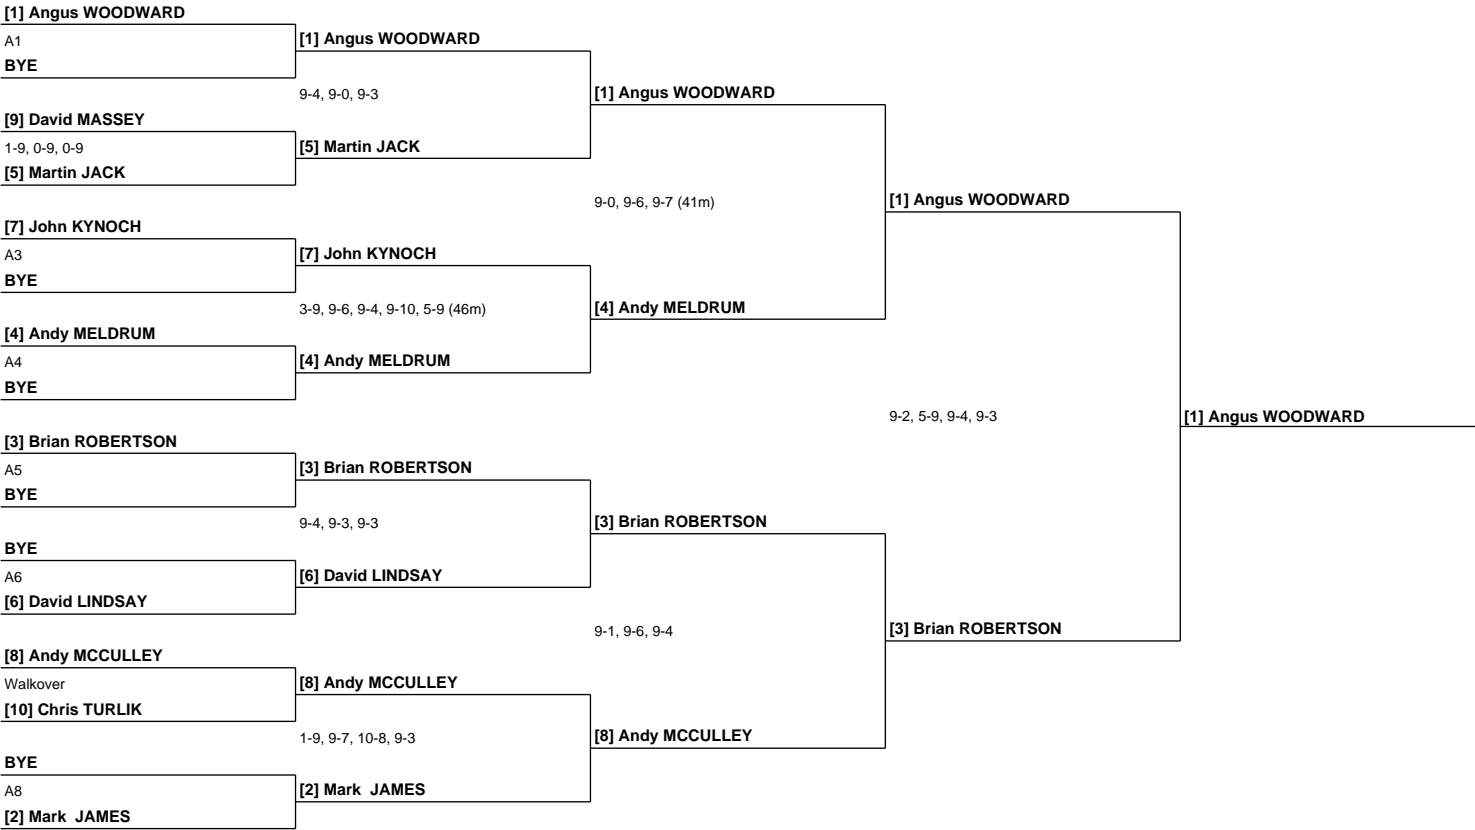 [1] Angus WOODWARD
A1
BYE
[9] David MASSEY
1-9, 0-9, 0-9
[5] Martin JACK
[7] John KYNOCH
A3
BYE
[4] Andy MELDRUM
A4
BYE
[3] Brian ROBERTSON
A5
BYE
BYE
A6
[6] David LINDSAY
[8] Andy MCCULLEY
Walkover
[10] Chris TURLIK
BYE
A8
[2] Mark  JAMES
[1] Angus WOODWARD
9-4, 9-0, 9-3
[5] Martin JACK
[7] John KYNOCH
3-9, 9-6, 9-4, 9-10, 5-9 (46m)
[4] Andy MELDRUM
[3] Brian ROBERTSON
9-4, 9-3, 9-3
[6] David LINDSAY
[8] Andy MCCULLEY
1-9, 9-7, 10-8, 9-3
[2] Mark  JAMES
[1] Angus WOODWARD
9-0, 9-6, 9-7 (41m)
[4] Andy MELDRUM
[3] Brian ROBERTSON
9-1, 9-6, 9-4
[8] Andy MCCULLEY
[1] Angus WOODWARD
9-2, 5-9, 9-4, 9-3
[3] Brian ROBERTSON
[1] Angus WOODWARD